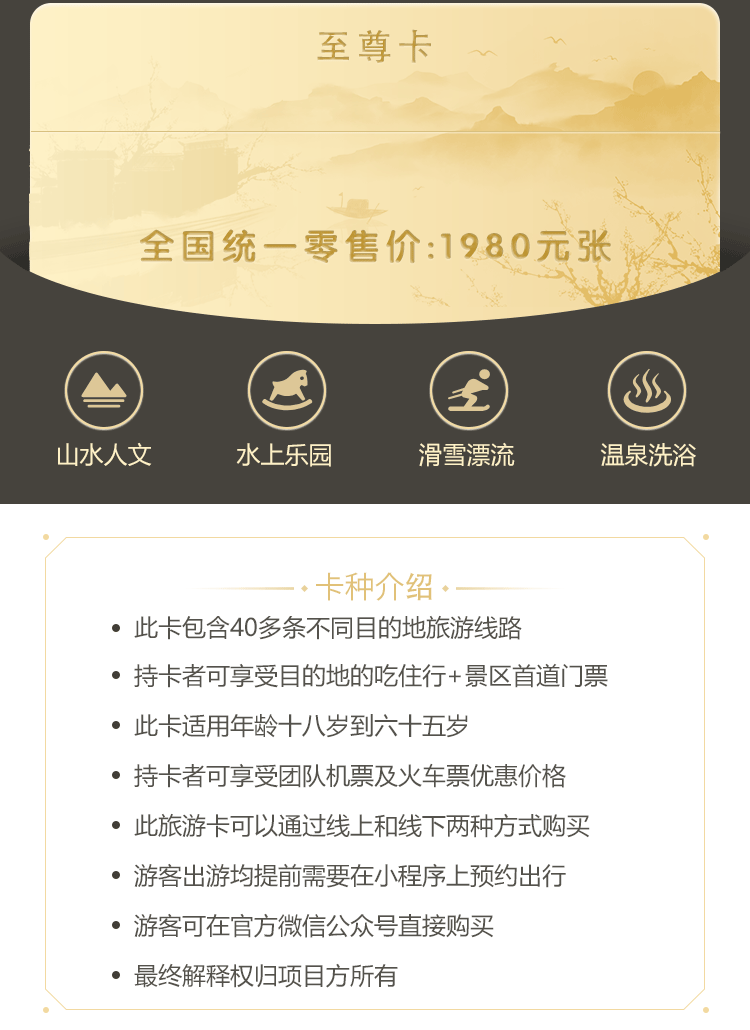 至尊卡
全国统一零售价:1980元张
山水人文
水上乐园
滑雪漂流
温泉洗浴
卡种介绍
此卡包含40多条不同目的地旅游线路
持卡者可享受目的地的吃住行+景区首道门票
此卡适用年龄十八岁到六十五岁
持卡者可享受团队机票及火车票优惠价格
此旅游卡可以通过线上和线下两种方式购买
游客出游均提前需要在小程序上预约出行
游客可在官方微信公众号直接购买
最终解释权归项目方所有